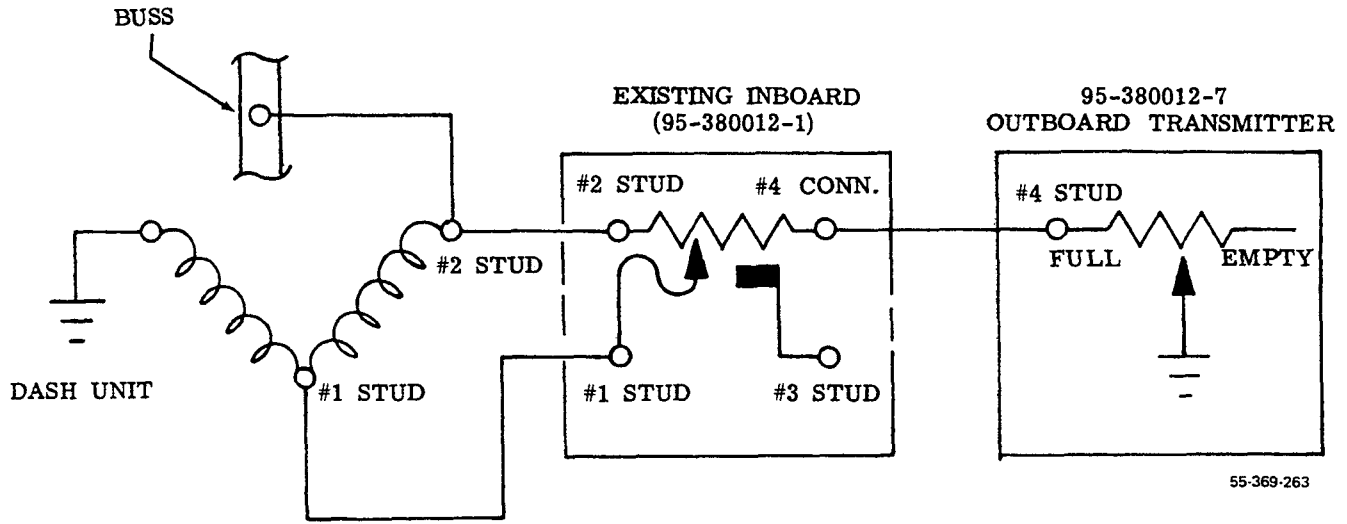 BUSS
EXISTING INBOARD
(95-380012-1)
95-380012-7
OUTBOARD TRANSMITTER
#2 STUD
#4 CONN.
#4 STUD
FULL
EMPTY
#2 STUD
DASH UNIT
#1 STUD
#1 STUD
#3 STUD
55-369-263